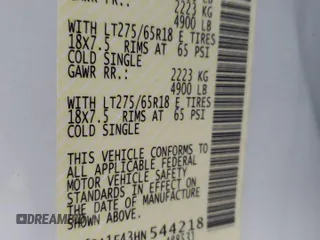 2223 KG
4900 LB
WITH LT275/65R18 E TIRES
18x7.5 RIMS AT 65 PSI
COLD SINGLE
GAWR RR.: 2223 KG
4900 LB
WITH LT275/65R18 E TIRES
18x7.5 RIMS AT 65 PSI
COLD SINGLE
THIS VEHICLE CONFORMS TO
ALL APPLICABLE FEDERAL
MOTOR VEHICLE SAFETY
STANDARDS IN EFFECT ON
THE DATE OF MANUFACTURE
SHOWN ABOVE.
544218
DREAMBID